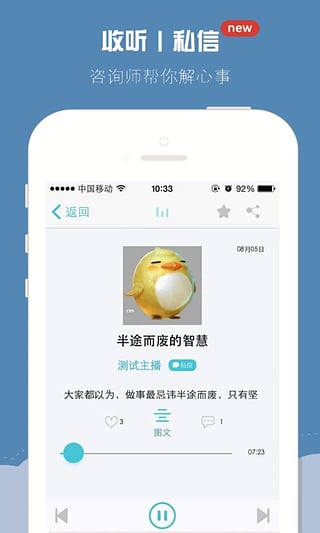 收听丨私信 new
咨询师帮你解心事
中国移动 10:33 92%
返回
08月05日
半途而废的智慧
测试主播 私信
大家都以为，做事最忌讳半途而废，只有坚
3 图文 1
07:23